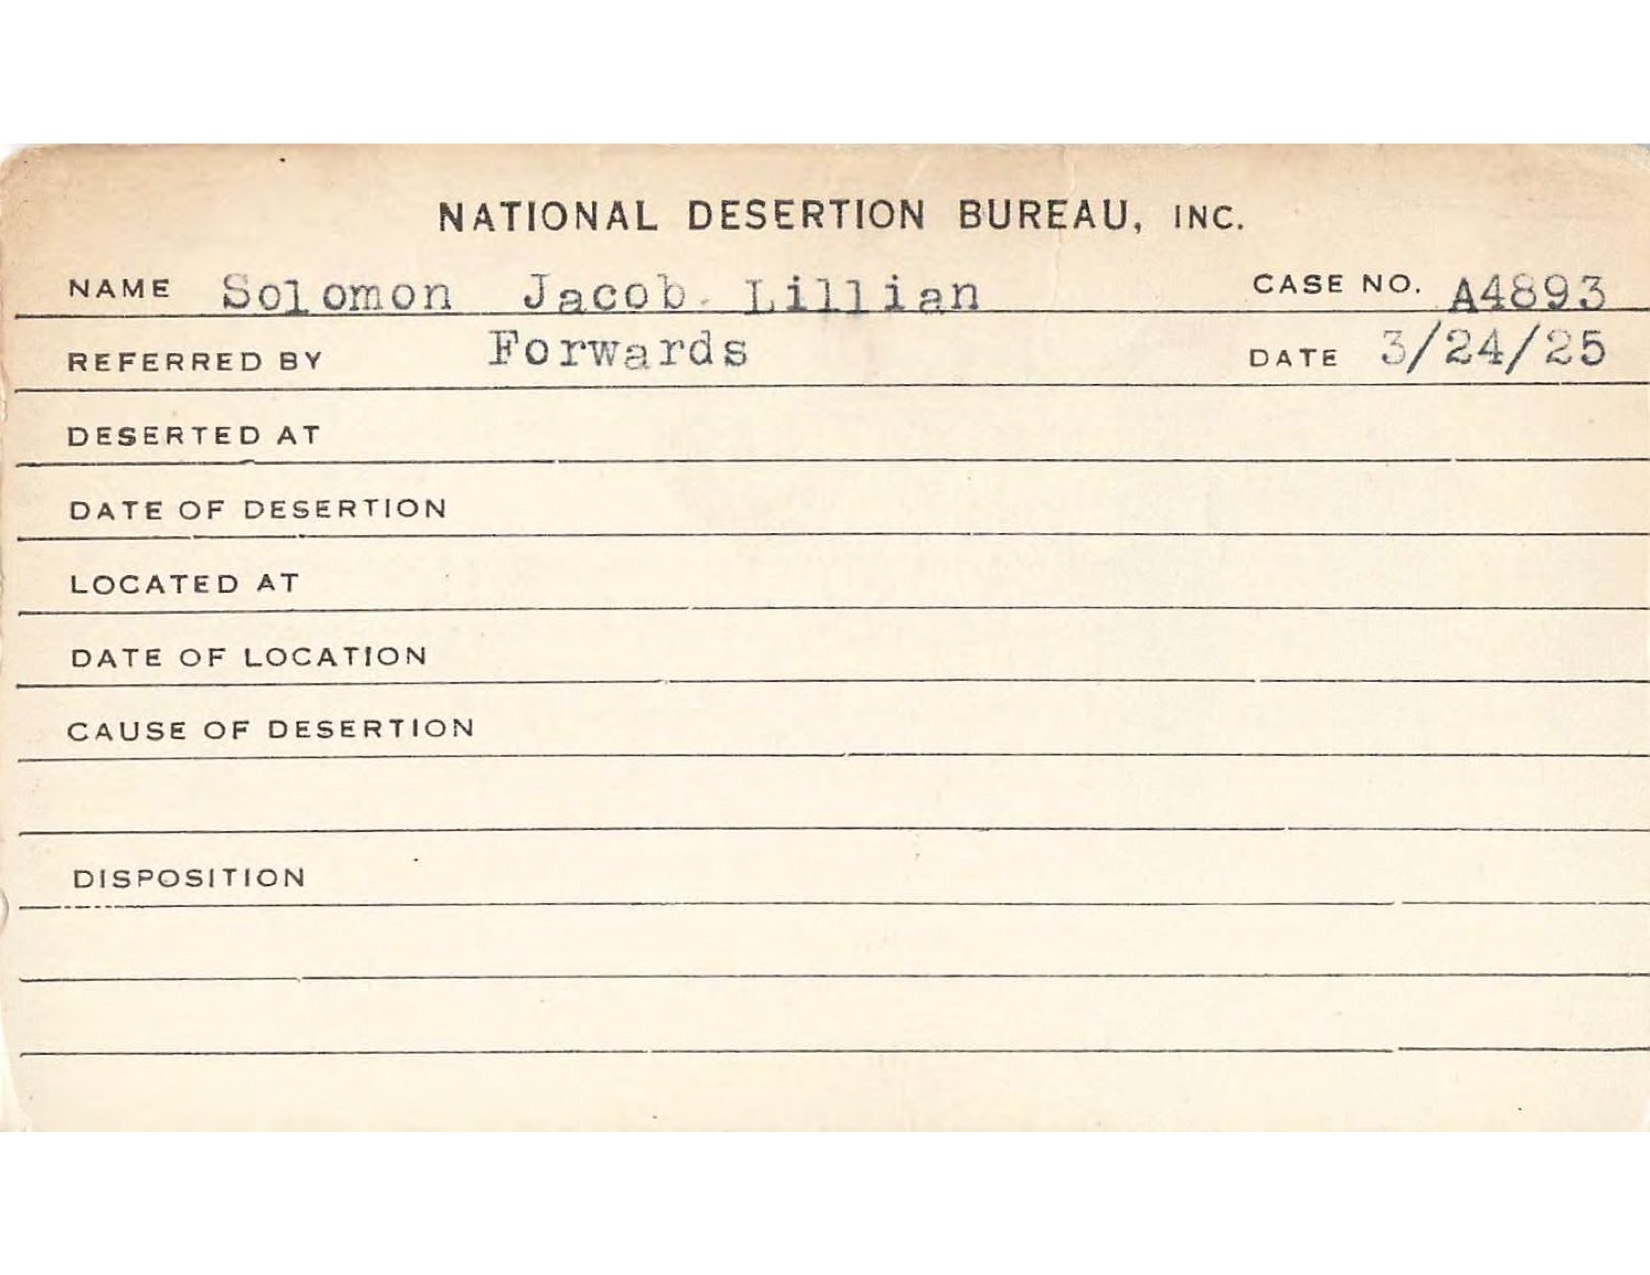 NATIONAL DESERTION BUREAU, INC.
NAME Solomon Jacob- Lillian CASE NO. A4893
REFERRED BY Forwards DATE 3/24/25
DESERTED AT
DATE OF DESERTION
LOCATED AT
DATE OF LOCATION
CAUSE OF DESERTION
DISPOSITION